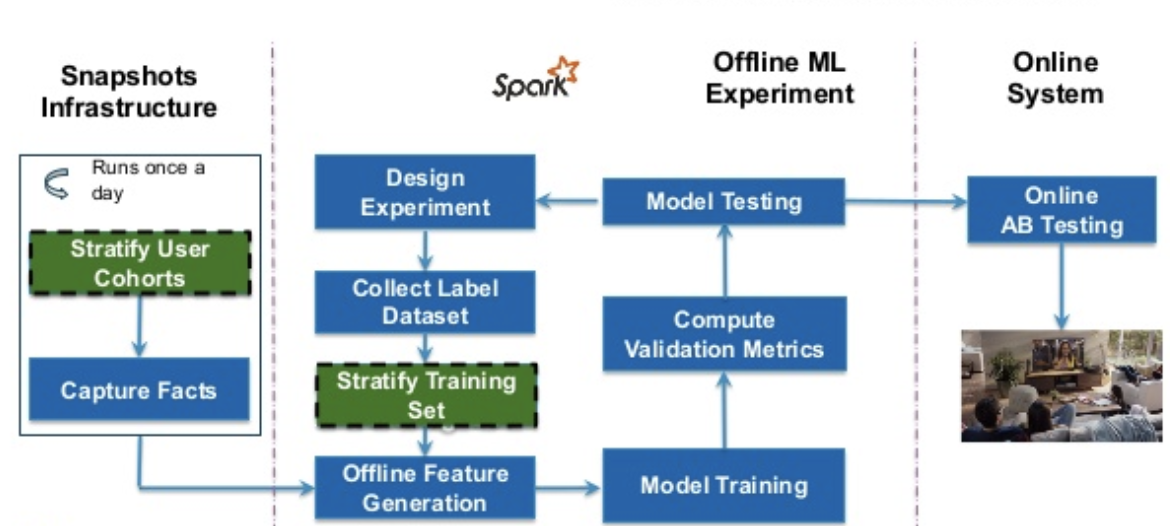 Snapshots
Infrastructure
Runs once a
day
Stratify User
Cohorts
Capture Facts
Spark
Offline ML
Experiment
Design
Experiment
Collect Label
Dataset
Stratify Training
Set
Offline Feature
Generation
Model Testing
Compute
Validation Metrics
Model Training
Online
System
Online
AB Testing